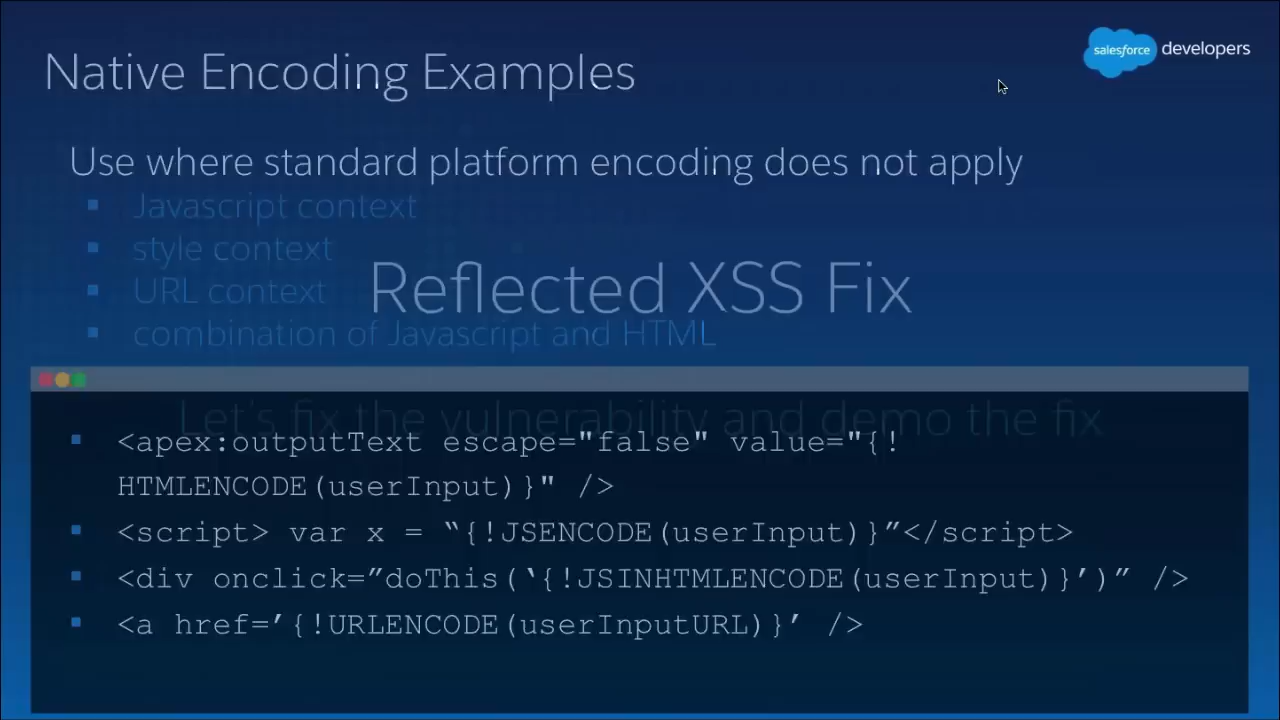 salesforce developers
Native Encoding Examples
Use where standard platform encoding does not apply
Javascript context
style context
URL context
combination of Javascript and HTML
Reflected XSS Fix
Let's fix the vulnerability and demo the fix
<apex:outputText escape="false" value="{!
HTMLENCODE(userInput)}" />
<script> var x = “{!JSENCODE(userInput)}”</script>
<div onclick=”doThis(‘{!JSINHTMLENCODE(userInput)}’)” />
<a href=’{!URLENCODE(userInputURL)}’ />